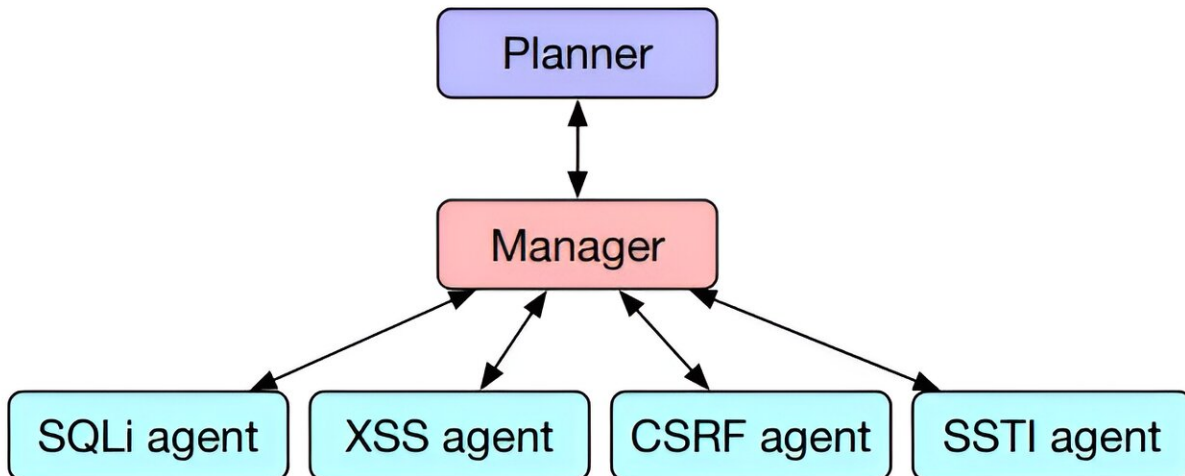 Planner
Manager
SQLi agent
XSS agent
CSRF agent
SSTI agent